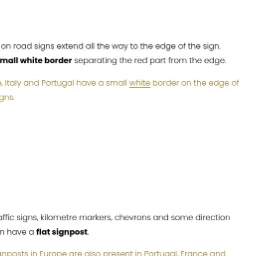 on road signs extend all the way to the edge of the sign.
mall white border separating the red part from the edge.
, Italy and Portugal have a small white border on the edge of
gns.
affic signs, kilometre markers, chevrons and some direction
n have a flat signpost.
gnposts in Europe are also present in Portugal, France and